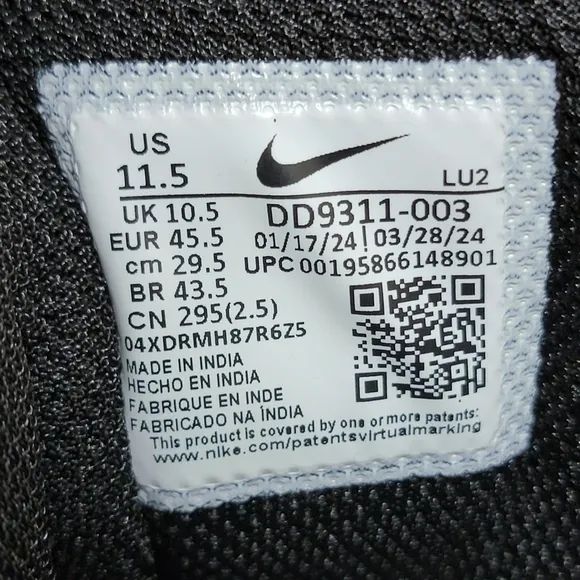 US
11.5
LU2
UK 10.5
DD9311-003
EUR 45.5
01/17/24 | 03/28/24
cm 29.5
UPC 00195866148901
BR 43.5
CN 295(2.5)
04XDRMH87R6Z5
MADE IN INDIA
HECHO EN INDIA
FABRIQUE EN INDE
FABRICADO NA ÍNDIA
This product is covered by one or more patents:
www.nike.com/patentsvirtualmarking